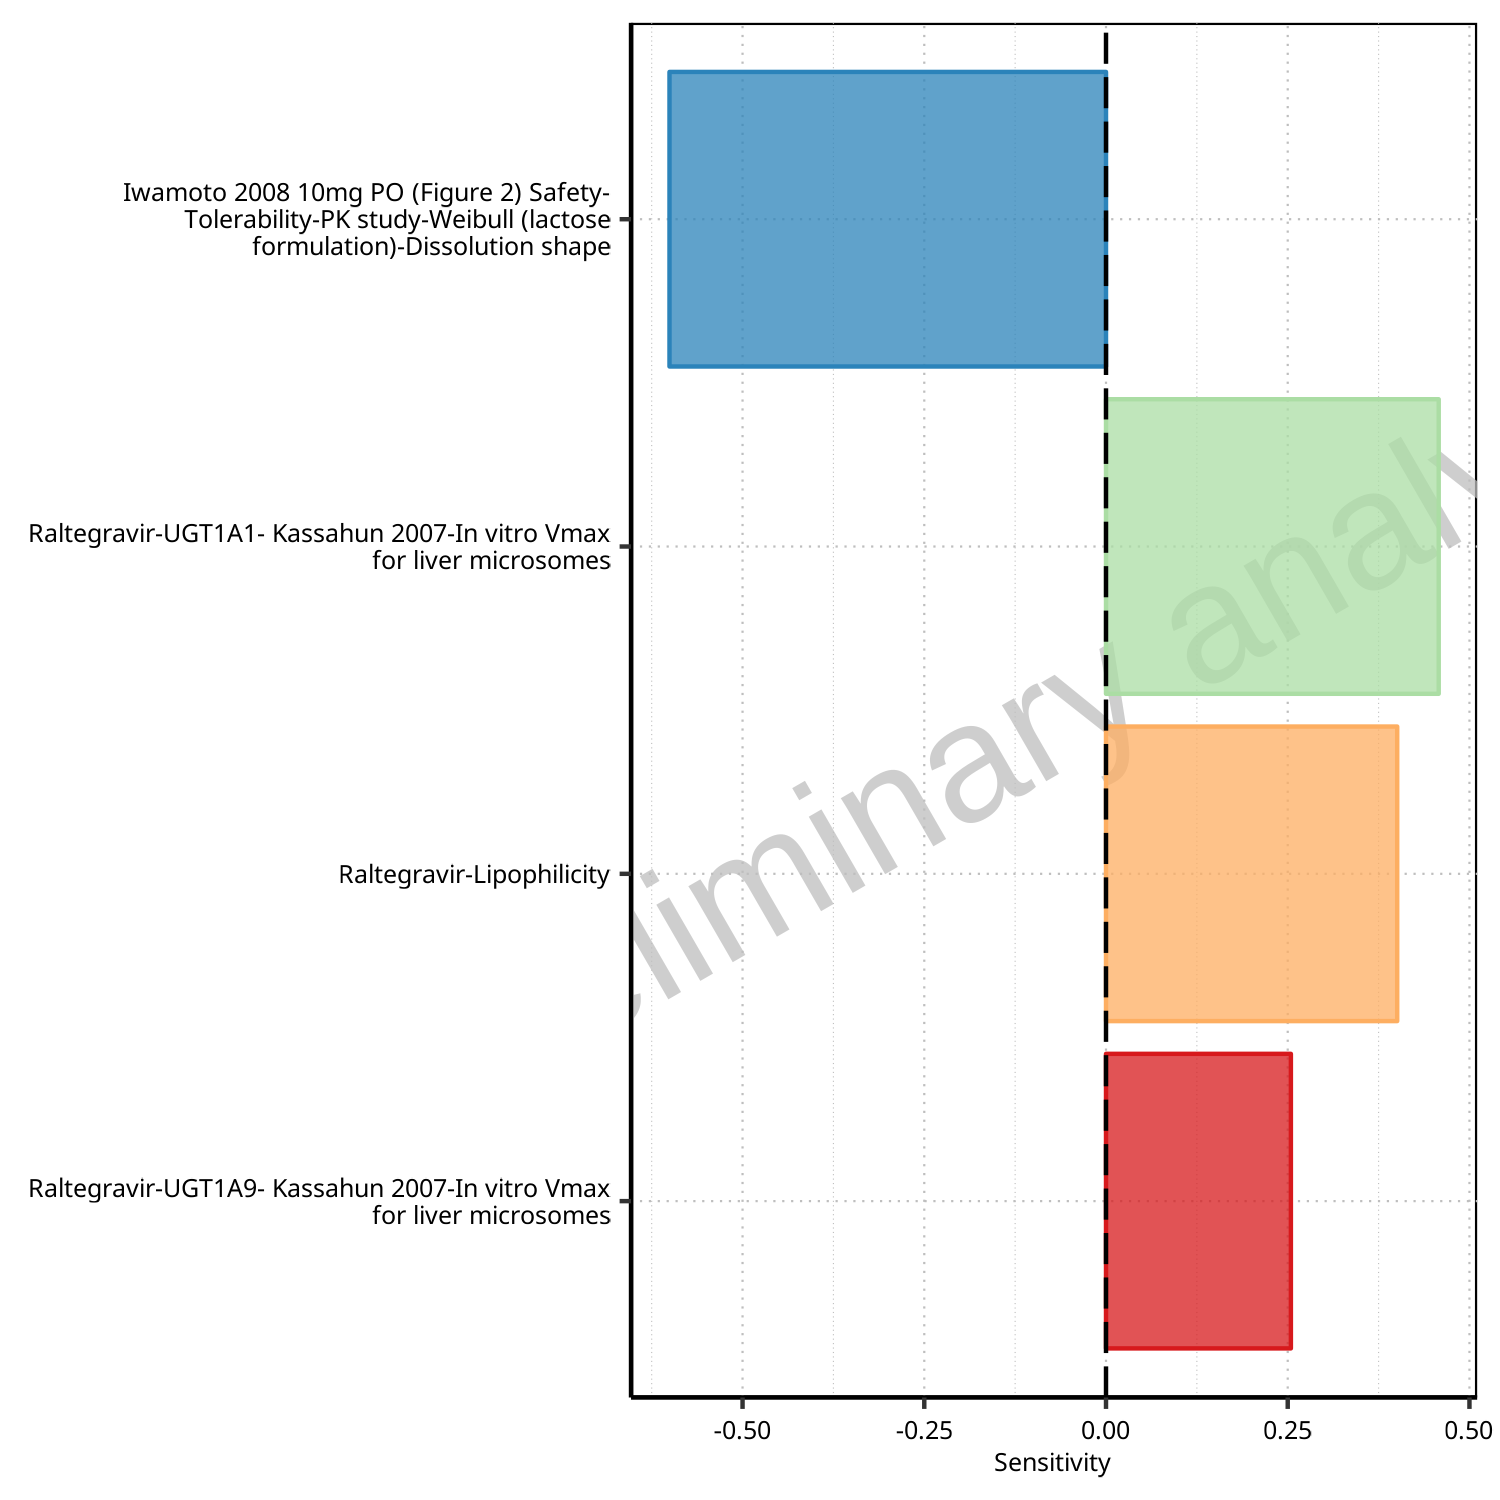 Iwamoto 2008 10mg PO (Figure 2) Safety-
Tolerability-PK study-Weibull (lactose
formulation)-Dissolution shape
Raltegravir-UGT1A1- Kassahun 2007-In vitro Vmax
for liver microsomes
Raltegravir-Lipophilicity
Raltegravir-UGT1A9- Kassahun 2007-In vitro Vmax
for liver microsomes
-0.50 -0.25 0.00 0.25 0.50
Sensitivity